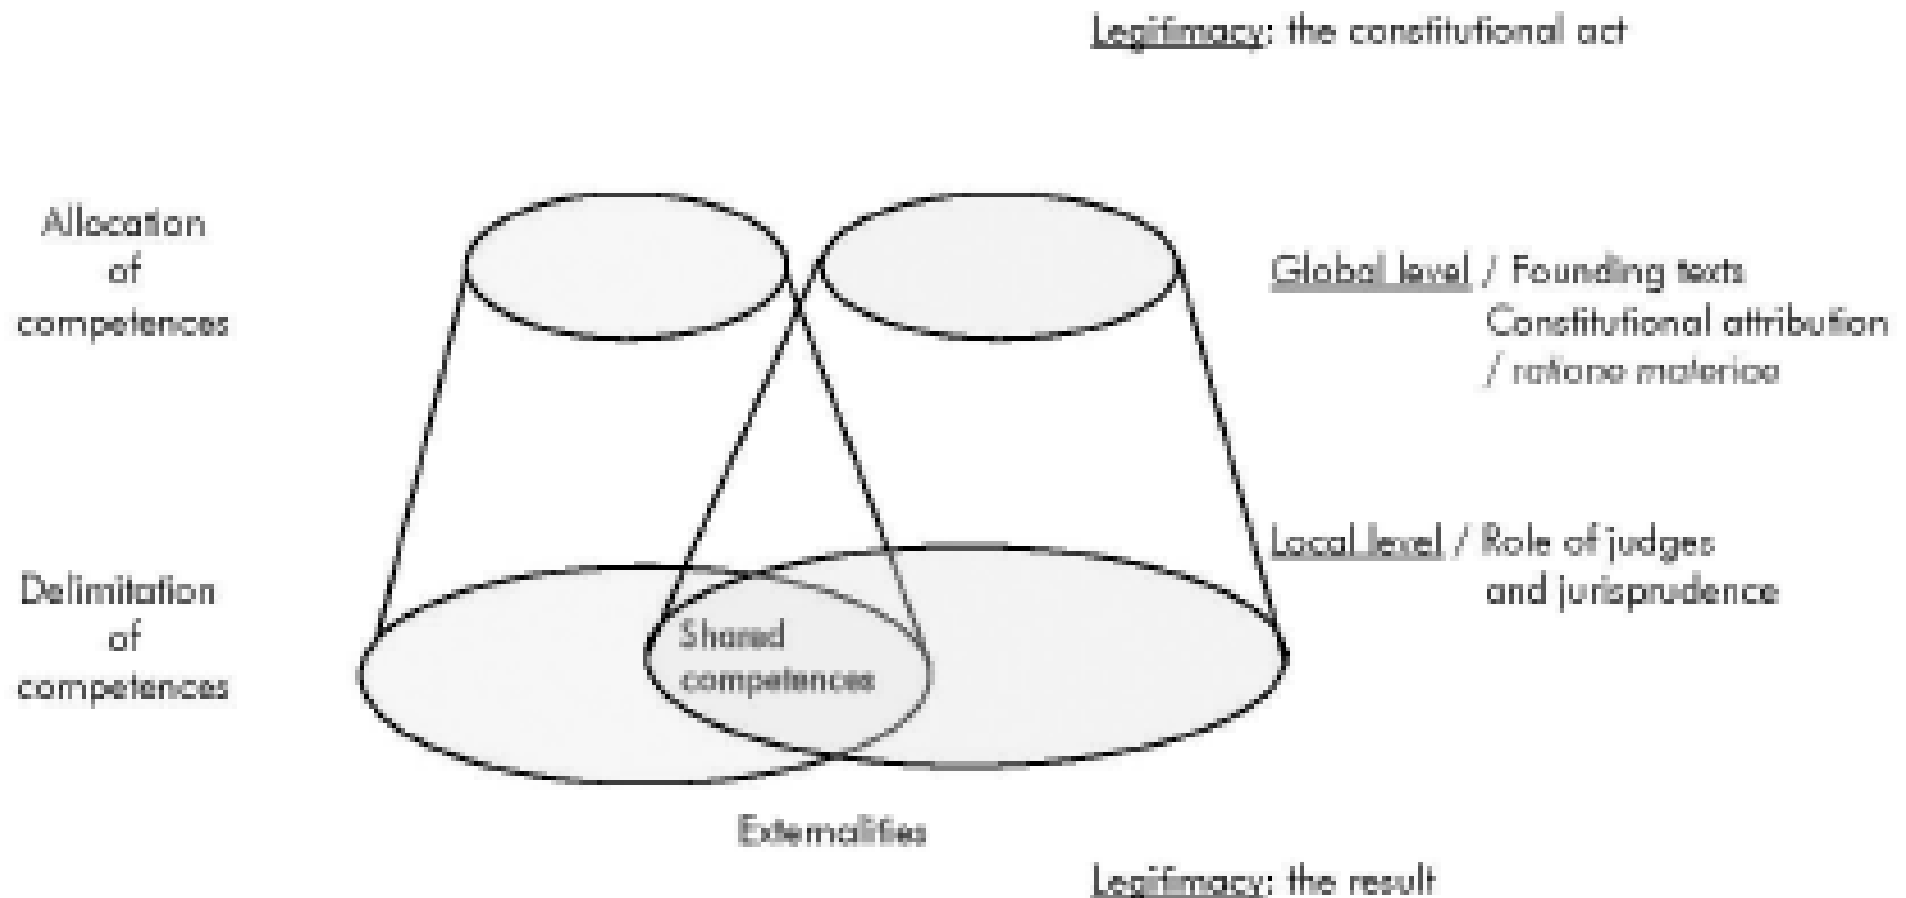 Legitimacy: the constitutional act
Allocation
of
competences
Global level / Founding texts
Constitutional attribution
/ ratione materiae
Local level / Role of judges
and jurisprudence
Delimitation
of
competences
Shared
competences
Externalities
Legitimacy: the result